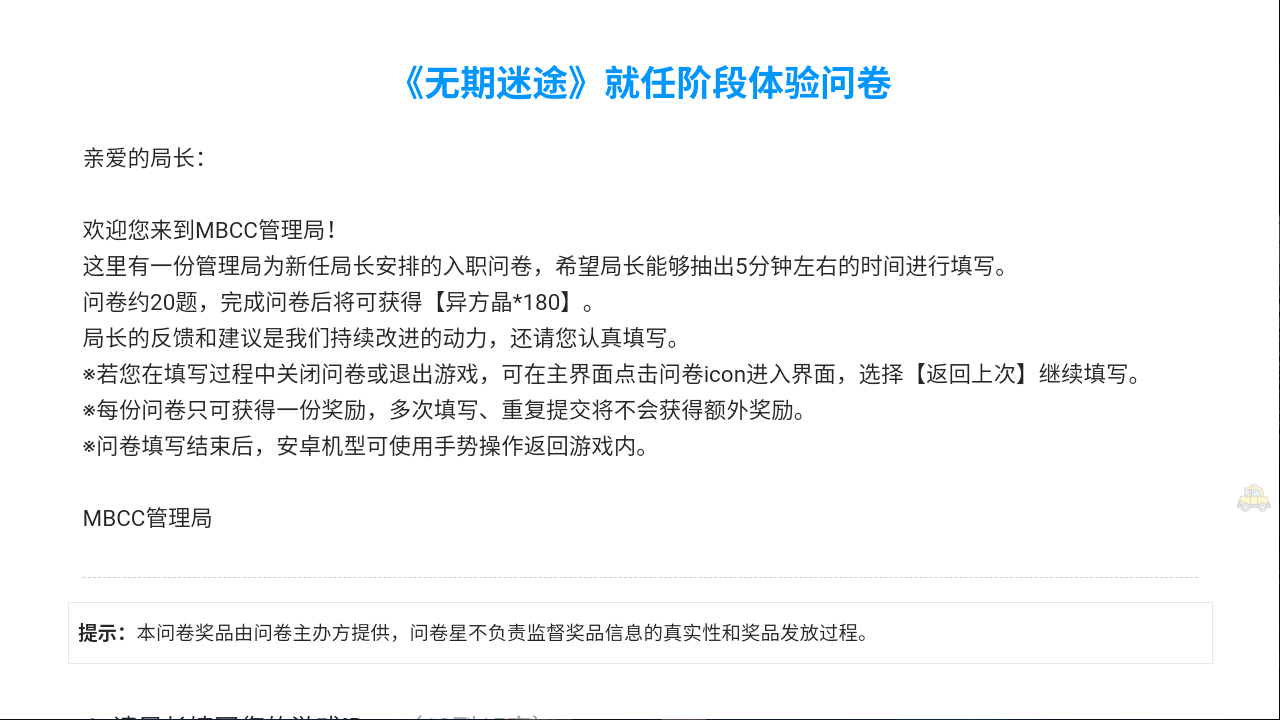 《无期迷途》就任阶段体验问卷
亲爱的局长：
欢迎您来到MBCC管理局！
这里有一份管理局为新任局长安排的入职问卷，希望局长能够抽出5分钟左右的时间进行填写。
问卷约20题，完成问卷后将可获得【异方晶*180】。
局长的反馈和建议是我们持续改进的动力，还请您认真填写。
※若您在填写过程中关闭问卷或退出游戏，可在主界面点击问卷icon进入界面，选择【返回上次】继续填写。
※每份问卷只可获得一份奖励，多次填写、重复提交将不会获得额外奖励。
※问卷填写结束后，安卓机型可使用手势操作返回游戏内。
MBCC管理局
提示：本问卷奖品由问卷主办方提供，问卷星不负责监督奖品信息的真实性和奖品发放过程。